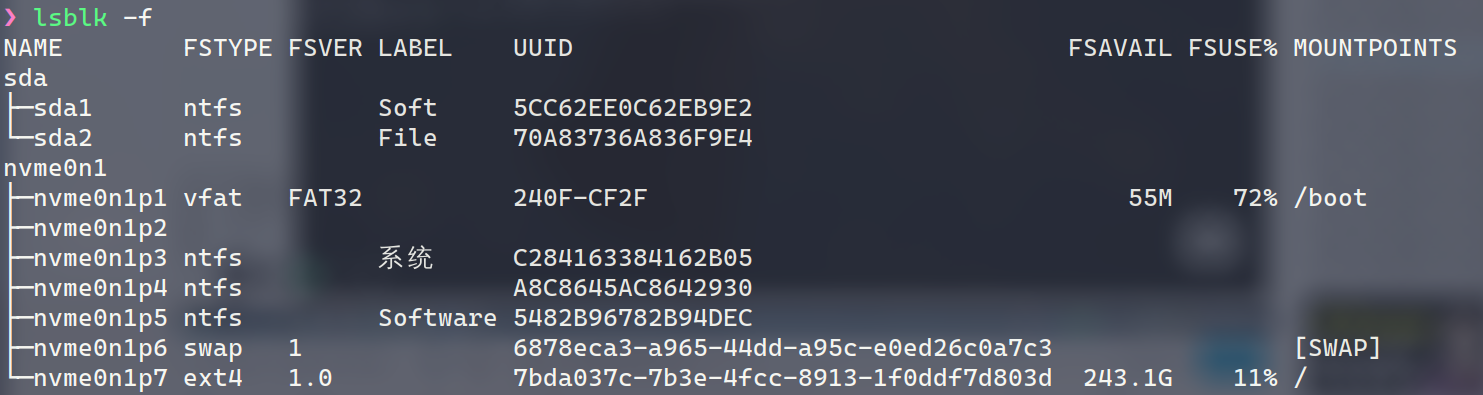 ❯ lsblk -f
NAME        FSTYPE FSVER LABEL    UUID                                 FSAVAIL FSUSE% MOUNTPOINTS
sda
├─sda1      ntfs         Soft     5CC62EE0C62EB9E2
└─sda2      ntfs         File     70A83736A836F9E4
nvme0n1
├─nvme0n1p1 vfat   FAT32          240F-CF2F                                55M    72% /boot
├─nvme0n1p2
├─nvme0n1p3 ntfs         系统     C284163384162B05
├─nvme0n1p4 ntfs                  A8C8645AC8642930
├─nvme0n1p5 ntfs         Software 5482B96782B94DEC
├─nvme0n1p6 swap   1              6878eca3-a965-44dd-a95c-e0ed26c0a7c3                [SWAP]
└─nvme0n1p7 ext4   1.0            7bda037c-7b3e-4fcc-8913-1f0ddf7d803d  243.1G    11% /